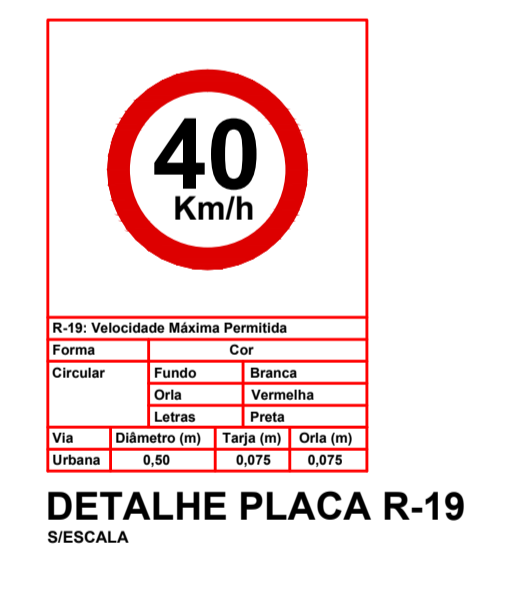 40
Km/h
R-19: Velocidade Máxima Permitida
Forma Cor
Circular Fundo Branca
Orla Vermelha
Letras Preta
Via Diâmetro (m) Tarja (m) Orla (m)
Urbana 0,50 0,075 0,075
DETALHE PLACA R-19
S/ESCALA